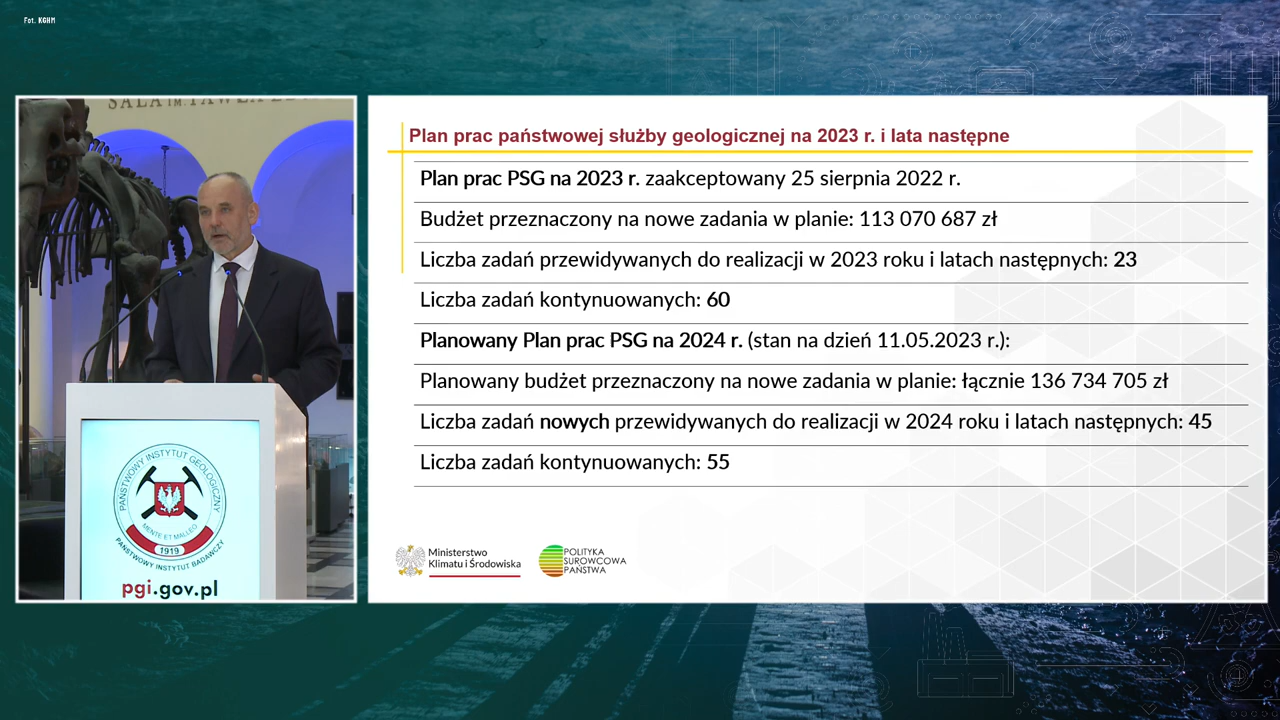 Fot. KGHM
SALA IM. PAWŁA
PAŃSTWOWY INSTYTUT GEOLOGICZNY
MENTE ET MALLEO
1919
PAŃSTWOWY INSTYTUT BADAWCZY
pgi.gov.pl
Plan prac państwowej służby geologicznej na 2023 r. i lata następne
Plan prac PSG na 2023 r. zaakceptowany 25 sierpnia 2022 r.
Budżet przeznaczony na nowe zadania w planie: 113 070 687 zł
Liczba zadań przewidywanych do realizacji w 2023 roku i latach następnych: 23
Liczba zadań kontynuowanych: 60
Planowany Plan prac PSG na 2024 r. (stan na dzień 11.05.2023 r.):
Planowany budżet przeznaczony na nowe zadania w planie: łącznie 136 734 705 zł
Liczba zadań nowych przewidywanych do realizacji w 2024 roku i latach następnych: 45
Liczba zadań kontynuowanych: 55
Ministerstwo
Klimatu i Środowiska
POLITYKA
SUROWCOWA
PAŃSTWA